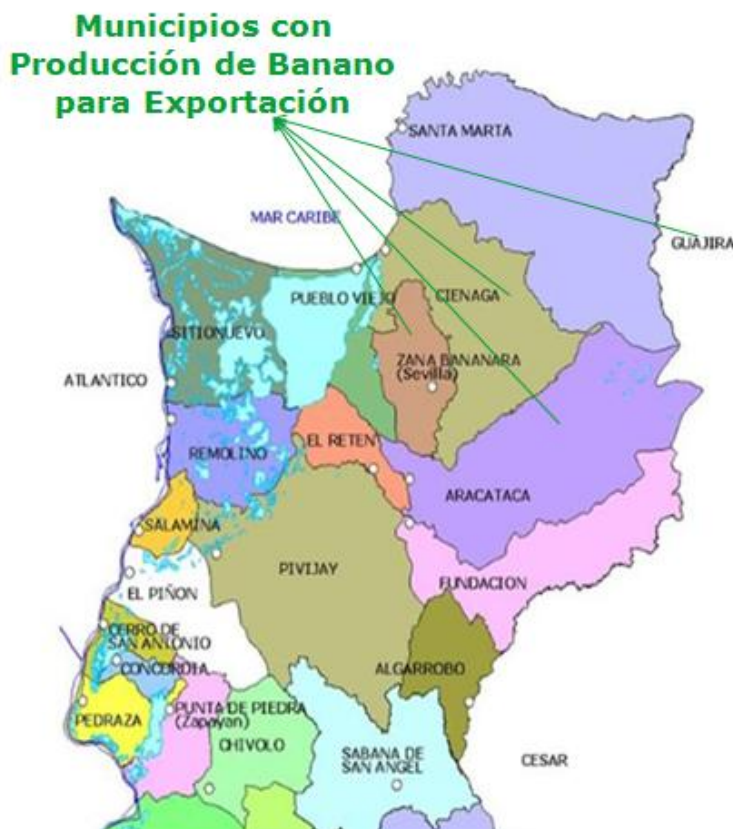 Municipios con
Producción de Banano
para Exportación
SANTA MARTA
MAR CARIBE
GUAJIRA
PUEBLO VIEJO
CIENAGA
SITIONUEVO
ZANA BANANARA
(Sevilla)
ATLANTICO
EL RETEN
REMOLINO
ARACATACA
SALAMINA
PIVIJAY
FUNDACION
EL PIÑON
CERRO DE
SAN ANTONIO
CONCORDIA
ALGARROBO
PUNTA DE PIEDRA
(Zapayan)
PEDRAZA
CHIVOLO
SABANA DE
SAN ANGEL
CESAR